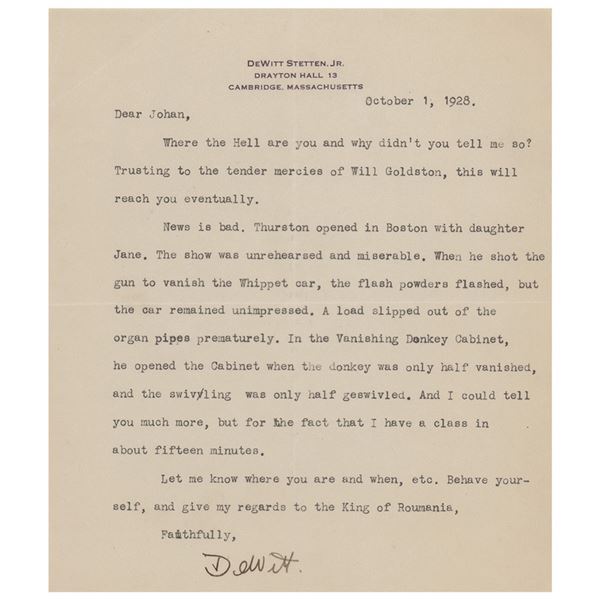 DEWITT STETTEN, JR.
DRAYTON HALL 13
CAMBRIDGE, MASSACHUSETTS
October 1, 1928.
Dear Johan,
Where the Hell are you and why didn't you tell me so?
Trusting to the tender mercies of Will Goldston, this will
reach you eventually.
News is bad. Thurston opened in Boston with daughter
Jane. The show was unrehearsed and miserable. When he shot the
gun to vanish the Whippet car, the flash powders flashed, but
the car remained unimpressed. A load slipped out of the
organ pipes prematurely. In the Vanishing Donkey Cabinet,
he opened the Cabinet when the donkey was only half vanished,
and the swiv/ling was only half geswivled. And I could tell
you much more, but for the fact that I have a class in
about fifteen minutes.
Let me know where you are and when, etc. Behave your-
self, and give my regards to the King of Roumania,
Faithfully,
DeWitt.